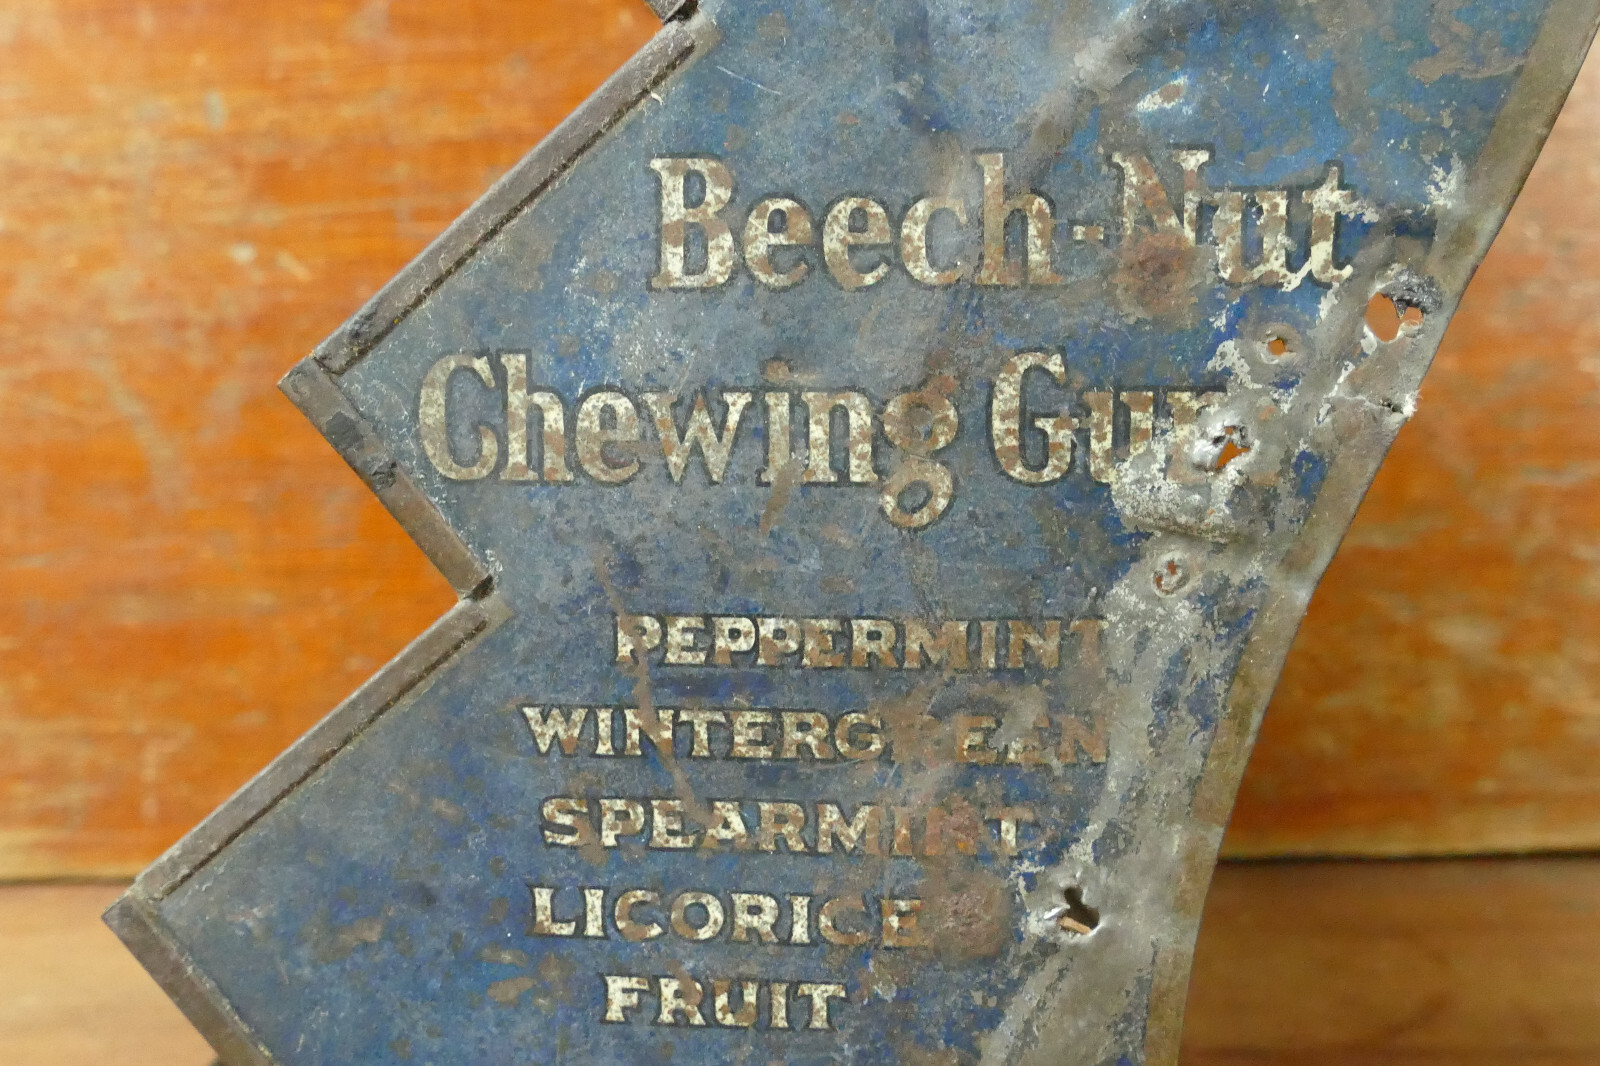 Beech-Nut
Chewing Gum
PEPPERMINT
WINTERGREEN
SPEARMINT
LICORICE
FRUIT